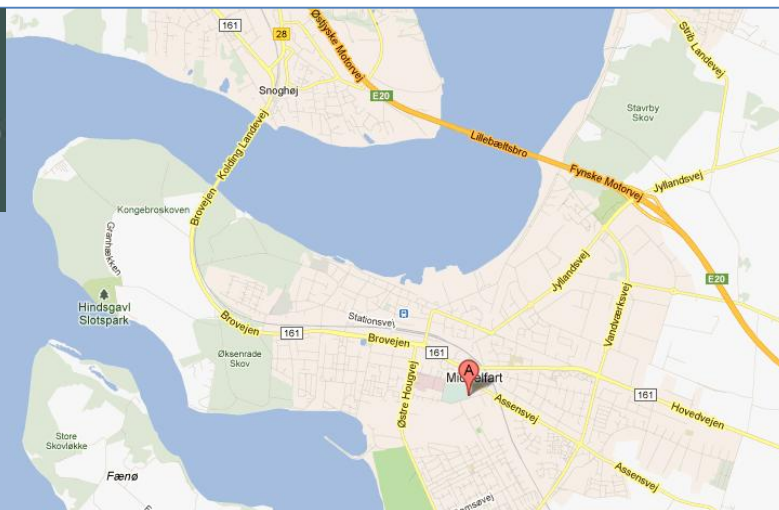 161
28
Østjyske Motorvej
Strib Landevej
Snoghøj
E20
Stavrby
Skov
Lillebæltsbro
Kolding Landevej
Fynske Motorvej
Jyllandsvej
Brovejen
Kongebroskoven
Granhækken
E20
Jyllandsvej
Hindsgavl
Slotspark
Vandværksvej
Stationsvej
Brovejen
161
Brovejen
161
Øksenrade
Skov
A
Østre Hougvej
Assensvej
161
Hovedvejen
Store
Skovløkke
Assensvej
Fænø